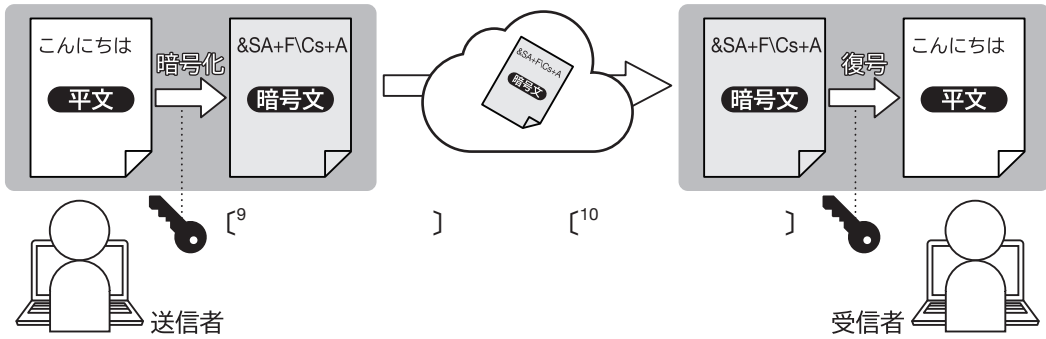 こんにちは
暗号化
平文
&SA+F\Cs+A
暗号文
&SA+F\Cs+A
暗号文
&SA+F\Cs+A
暗号文
復号
こんにちは
平文
〔9 〕
〔10 〕
送信者
受信者